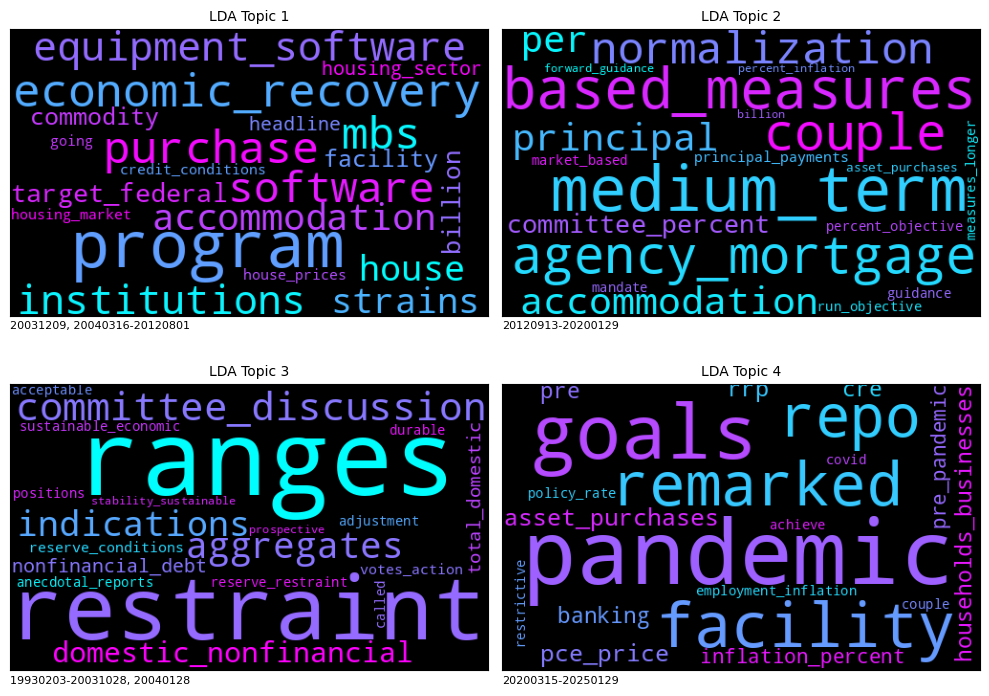 LDA Topic 1
equipment_software
housing_sector
economic_recovery
commodity
headline
mbs
going
purchase
facility
credit_conditions
billion
target_federal
software
housing_market
accommodation
program
house_prices
house
institutions
strains
20031209, 20040316-20120801
LDA Topic 2
per
normalization
forward_guidance
percent_inflation
based_measures
billion
principal
couple
market_based
principal_payments
asset_purchases
measures_longer
medium_term
committee_percent
percent_objective
agency_mortgage
mandate
guidance
accommodation
run_objective
20120913-20200129
LDA Topic 3
acceptable
committee_discussion
sustainable_economic
durable
ranges
total_domestic
positions
stability_sustainable
indications
prospective
adjustment
reserve_conditions
aggregates
nonfinancial_debt
votes_action
anecdotal_reports
reserve_restraint
called
restraint
domestic_nonfinancial
19930203-20031028, 20040128
LDA Topic 4
pre
rrp
cre
goals
repo
pre_pandemic
households_businesses
covid
remarked
policy_rate
asset_purchases
achieve
pandemic
restrictive
employment_inflation
couple
banking
facility
pce_price
inflation_percent
20200315-20250129